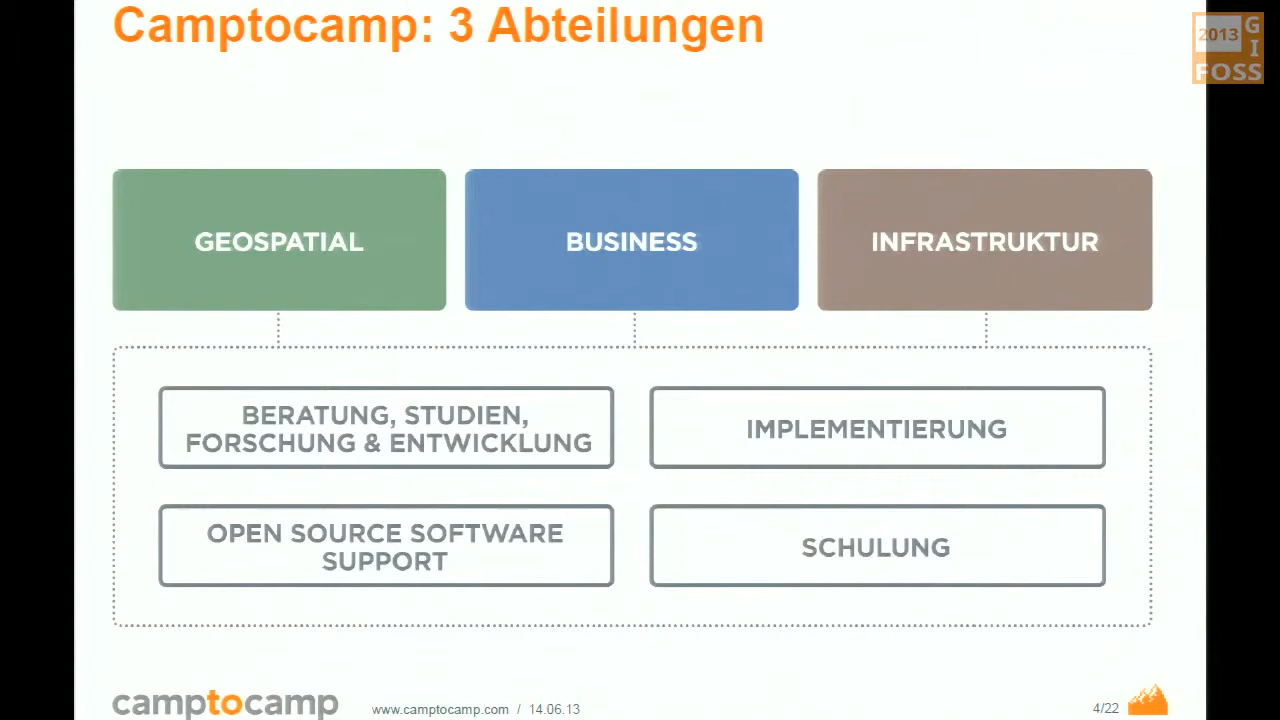 Camptocamp: 3 Abteilungen
2013
G
I
FOSS
GEOSPATIAL
BUSINESS
INFRASTRUKTUR
BERATUNG, STUDIEN,
FORSCHUNG & ENTWICKLUNG
IMPLEMENTIERUNG
OPEN SOURCE SOFTWARE
SUPPORT
SCHULUNG
camptocamp
www.camptocamp.com / 14.06.13
4/22